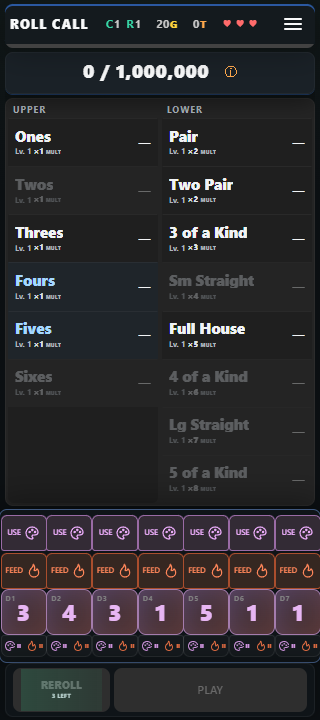 ROLL CALL C1 R1 20G 0T
0 / 1,000,000
UPPER LOWER
Ones — Pair —
Lv. 1 ×1 MULT Lv. 1 ×2 MULT
Twos — Two Pair —
Lv. 1 ×1 MULT Lv. 1 ×2 MULT
Threes — 3 of a Kind —
Lv. 1 ×1 MULT Lv. 1 ×3 MULT
Fours — Sm Straight —
Lv. 1 ×1 MULT Lv. 1 ×4 MULT
Fives — Full House —
Lv. 1 ×1 MULT Lv. 1 ×5 MULT
Sixes — 4 of a Kind —
Lv. 1 ×1 MULT Lv. 1 ×6 MULT
Lg Straight —
Lv. 1 ×7 MULT
5 of a Kind —
Lv. 1 ×8 MULT
USE USE USE USE USE USE USE
FEED FEED FEED FEED FEED FEED FEED
D1 D2 D3 D4 D5 D6 D7
3 4 3 1 5 1 1
REROLL PLAY
3 LEFT